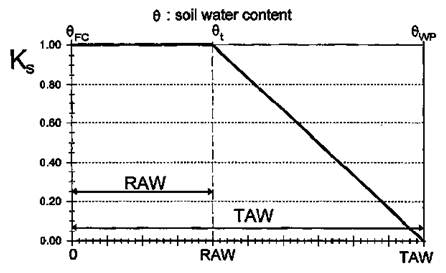 θ : soil water content
θFC θt θWP
Ks
1.00
0.80
0.60
0.40
0.20
0.00
RAW
TAW
0 RAW TAW